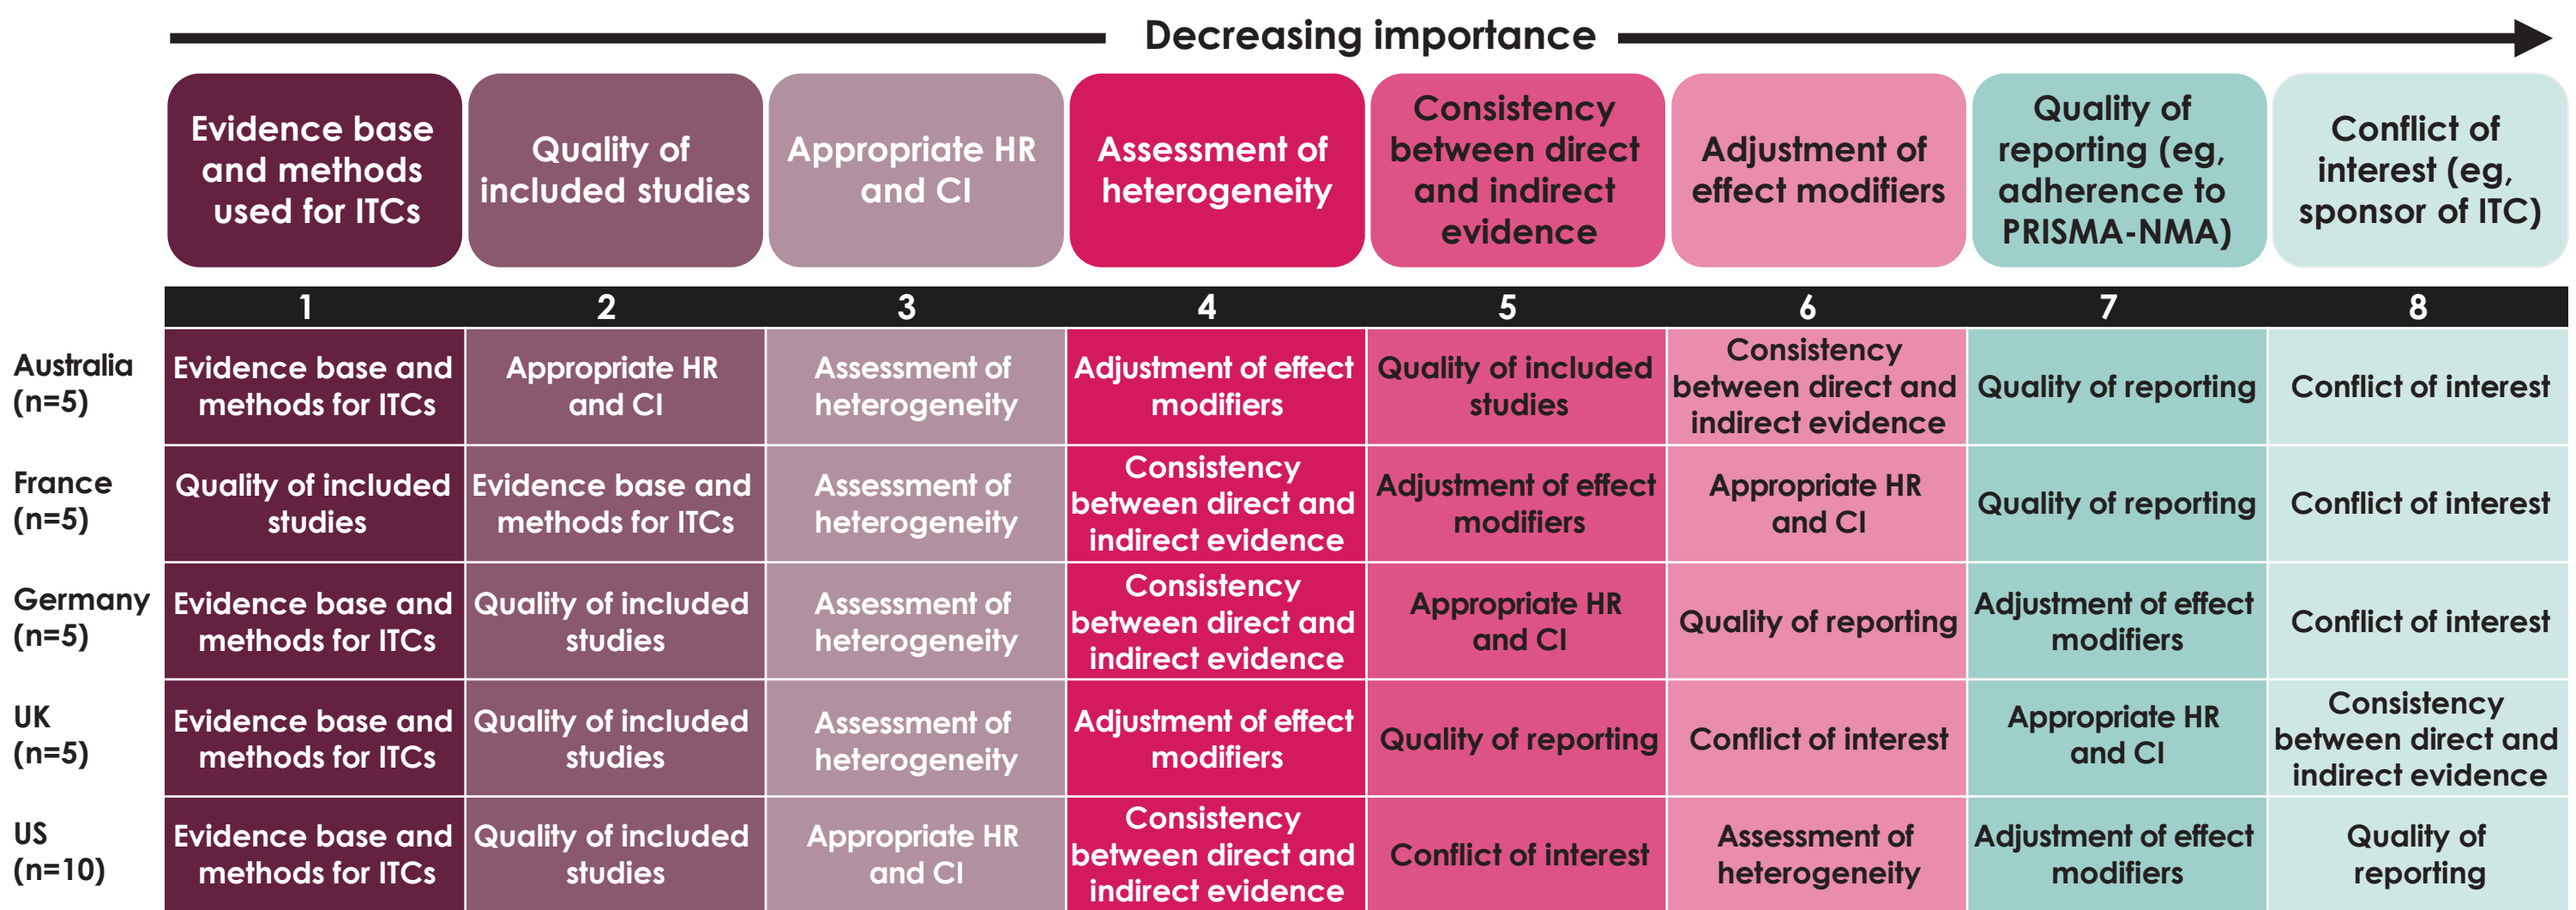 Decreasing importance
Evidence base
and methods
used for ITCs
Quality of
included studies
Appropriate HR
and CI
Assessment of
heterogeneity
Consistency
between direct
and indirect
evidence
Adjustment of
effect modifiers
Quality of
reporting (eg,
adherence to
PRISMA-NMA)
Conflict of
interest (eg,
sponsor of ITC)
1 2 3 4 5 6 7 8
Australia
(n=5)
Evidence base and
methods for ITCs
Appropriate HR
and CI
Assessment of
heterogeneity
Adjustment of effect
modifiers
Quality of included
studies
Consistency
between direct and
indirect evidence
Quality of reporting
Conflict of interest
France
(n=5)
Quality of included
studies
Evidence base and
methods for ITCs
Assessment of
heterogeneity
Consistency
between direct and
indirect evidence
Adjustment of effect
modifiers
Appropriate HR
and CI
Quality of reporting
Conflict of interest
Germany
(n=5)
Evidence base and
methods for ITCs
Quality of included
studies
Assessment of
heterogeneity
Consistency
between direct and
indirect evidence
Appropriate HR
and CI
Quality of reporting
Adjustment of effect
modifiers
Conflict of interest
UK
(n=5)
Evidence base and
methods for ITCs
Quality of included
studies
Assessment of
heterogeneity
Adjustment of effect
modifiers
Quality of reporting
Conflict of interest
Appropriate HR
and CI
Consistency
between direct and
indirect evidence
US
(n=10)
Evidence base and
methods for ITCs
Quality of included
studies
Appropriate HR
and CI
Consistency
between direct and
indirect evidence
Conflict of interest
Assessment of
heterogeneity
Adjustment of effect
modifiers
Quality of
reporting